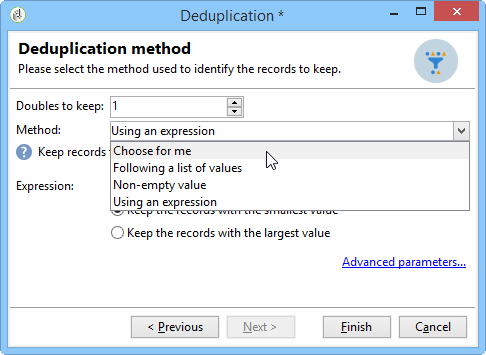 Deduplication *
Deduplication method
Please select the method used to identify the records to keep.
Doubles to keep: 1
Method: Using an expression
Choose for me
Keep records
Following a list of values
Non-empty value
Expression:
Using an expression
Keep the records with the smallest value
Keep the records with the largest value
Advanced parameters...
< Previous
Next >
Finish
Cancel